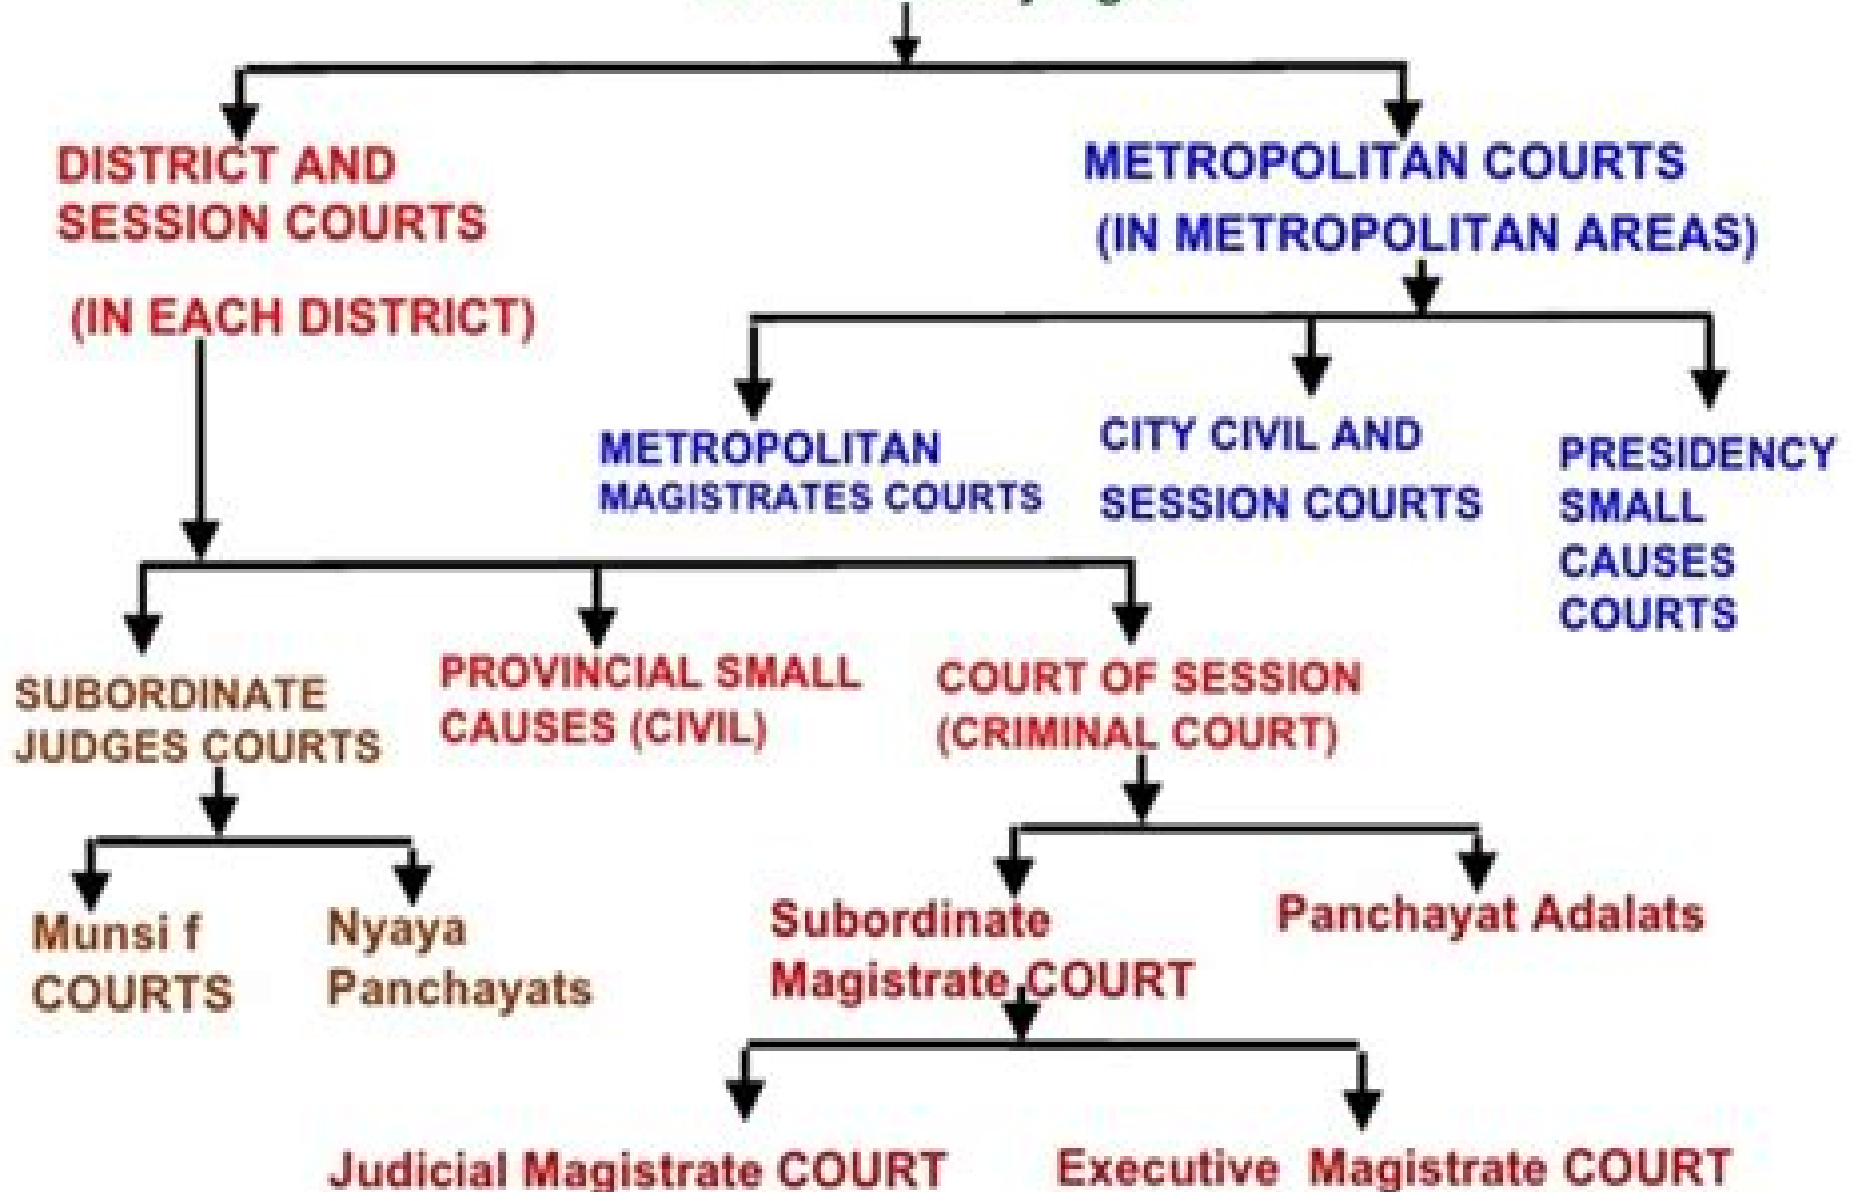 DISTRICT AND
SESSION COURTS
(IN EACH DISTRICT)
METROPOLITAN COURTS
(IN METROPOLITAN AREAS)
METROPOLITAN
MAGISTRATES COURTS
CITY CIVIL AND
SESSION COURTS
PRESIDENCY
SMALL
CAUSES
COURTS
SUBORDINATE
JUDGES COURTS
PROVINCIAL SMALL
CAUSES (CIVIL)
COURT OF SESSION
(CRIMINAL COURT)
Munsi f
COURTS
Nyaya
Panchayats
Subordinate
Magistrate COURT
Panchayat Adalats
Judicial Magistrate COURT
Executive Magistrate COURT